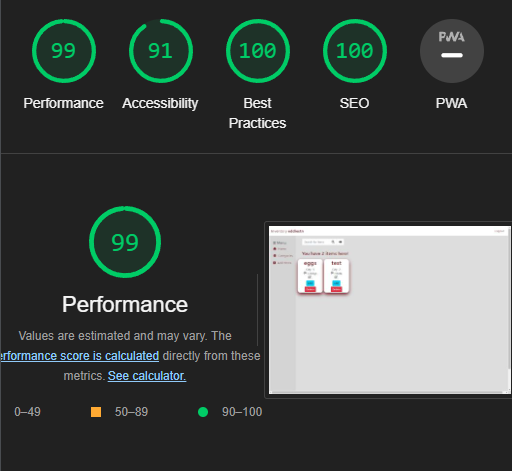 99
91
100
100
PWA
Performance
Accessibility
Best
Practices
SEO
PWA
99
Performance
Values are estimated and may vary. The
erformance score is calculated directly from these
metrics. See calculator.
0–49
50–89
90–100
You have 2 items here!
eggs
test